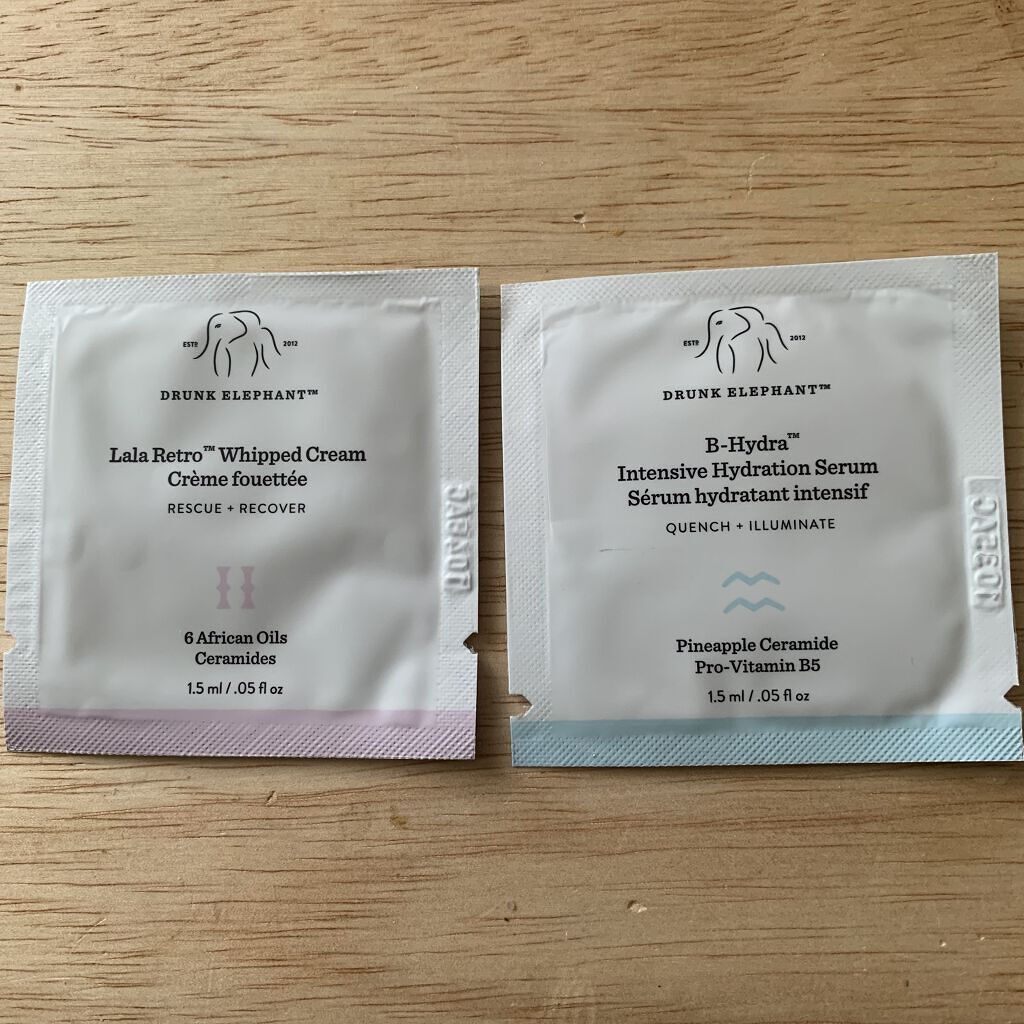 ESTD 2012
DRUNK ELEPHANT™
Lala Retro™ Whipped Cream
Crème fouettée
RESCUE + RECOVER
6 African Oils
Ceramides
1.5 ml / .05 fl oz
ESTD 2012
DRUNK ELEPHANT™
B-Hydra™
Intensive Hydration Serum
Sérum hydratant intensif
QUENCH + ILLUMINATE
Pineapple Ceramide
Pro-Vitamin B5
1.5 ml / .05 fl oz